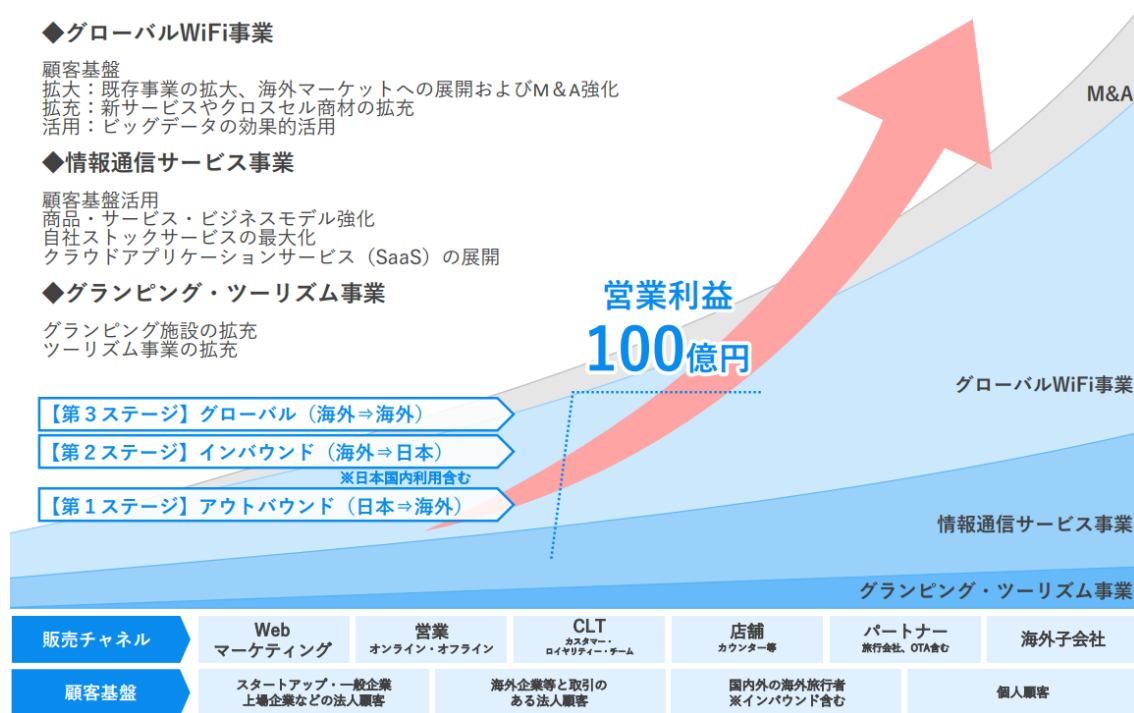 ◆グローバルWiFi事業
顧客基盤
拡大：既存事業の拡大、海外マーケットへの展開およびM＆A強化
拡充：新サービスやクロスセル商材の拡充
活用：ビッグデータの効果的活用
◆情報通信サービス事業
顧客基盤活用
商品・サービス・ビジネスモデル強化
自社ストックサービスの最大化
クラウドアプリケーションサービス（SaaS）の展開
◆グランピング・ツーリズム事業
グランピング施設の拡充
ツーリズム事業の拡充
営業利益
100億円
【第３ステージ】グローバル（海外⇒海外）
【第２ステージ】インバウンド（海外⇒日本）
※日本国内利用含む
【第１ステージ】アウトバウンド（日本⇒海外）
M&A
グローバルWiFi事業
情報通信サービス事業
グランピング・ツーリズム事業
販売チャネル
Web
マーケティング
営業
オンライン・オフライン
CLT
カスタマー・
ロイヤリティー・チーム
店舗
カウンター等
パートナー
旅行会社、OTA含む
海外子会社
顧客基盤
スタートアップ・一般企業
上場企業などの法人顧客
海外企業等と取引の
ある法人顧客
国内外の海外旅行者
※インバウンド含む
個人顧客